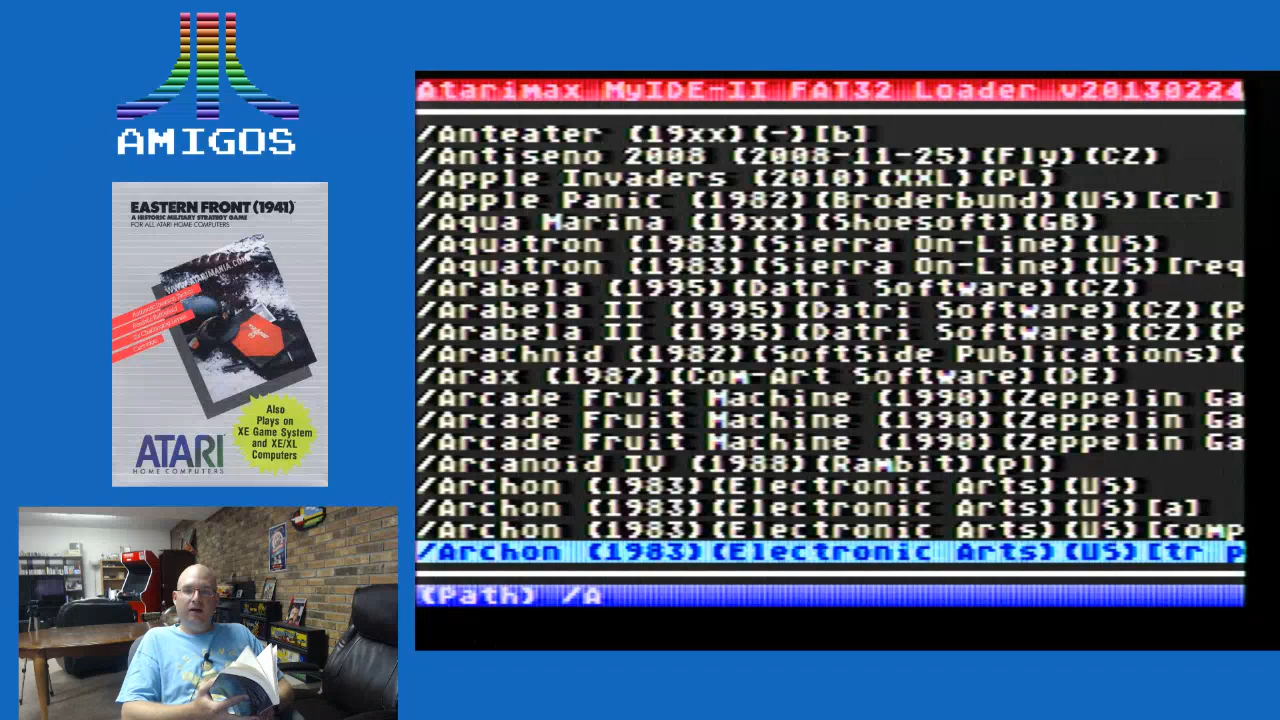 AMIGOS
EASTERN FRONT (1941)
A HISTORIC MILITARY STRATEGY GAME
FOR ALL ATARI HOME COMPUTERS
WWW.ATARIMANIA.COM
Cartridge
Also
Plays on
XE Game System
and XE/XL
Computers
ATARI
HOME COMPUTERS
Atarimax MyIDE-II FAT32 Loader v20130224
/Anteater (19xx)(-)[b]
/Antiseno 2008 (2008-11-25)(Fly)(CZ)
/Apple Invaders (2010)(XXL)(PL)
/Apple Panic (1982)(Broderbund)(US)[cr]
/Aqua Marina (19xx)(Shoesoft)(GB)
/Aquatron (1983)(Sierra On-Line)(US)
/Aquatron (1983)(Sierra On-Line)(US)[req
/Arabela (1995)(Datri Software)(CZ)
/Arabela II (1995)(Datri Software)(CZ)(P
/Arabela II (1995)(Datri Software)(CZ)(P
/Arachnid (1982)(SoftSide Publications)(
/Arax (1987)(Com-Art Software)(DE)
/Arcade Fruit Machine (1990)(Zeppelin Ga
/Arcade Fruit Machine (1990)(Zeppelin Ga
/Arcade Fruit Machine (1990)(Zeppelin Ga
/Arcanoid IV (1988)(Rambit)(pl)
/Archon (1983)(Electronic Arts)(US)
/Archon (1983)(Electronic Arts)(US)[a]
/Archon (1983)(Electronic Arts)(US)[comp
/Archon (1983)(Electronic Arts)(US)[tr p
(Path) /A